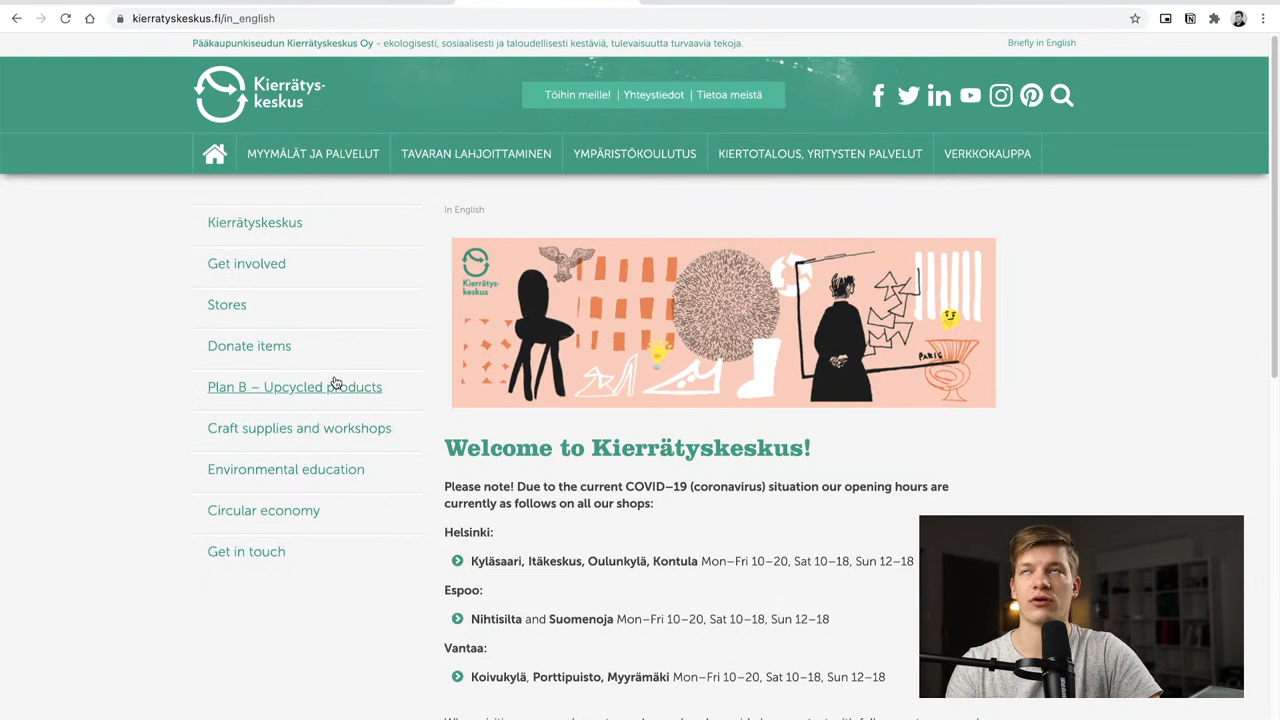 kierratyskeskus.fi/in_english
Pääkaupunkiseudun Kierrätyskeskus Oy - ekologisesti, sosiaalisesti ja taloudellisesti kestäviä, tulevaisuutta turvaavia tekoja.
Briefly in English
Kierrätys-
keskus
Töihin meille! | Yhteystiedot | Tietoa meistä
MYYMÄLÄT JA PALVELUT
TAVARAN LAHJOITTAMINEN
YMPÄRISTÖKOULUTUS
KIERTOTALOUS, YRITYSTEN PALVELUT
VERKKOKAUPPA
Kierrätyskeskus
Get involved
Stores
Donate items
Plan B – Upcycled products
Craft supplies and workshops
Environmental education
Circular economy
Get in touch
In English
Kierrätys-
keskus
PARIS
Welcome to Kierrätyskeskus!
Please note! Due to the current COVID–19 (coronavirus) situation our opening hours are
currently as follows on all our shops:
Helsinki:
Kyläsaari, Itäkeskus, Oulunkylä, Kontula Mon–Fri 10–20, Sat 10–18, Sun 12–18
Espoo:
Nihtisilta and Suomenoja Mon–Fri 10–20, Sat 10–18, Sun 12–18
Vantaa:
Koivukylä, Porttipuisto, Myyrämäki Mon–Fri 10–20, Sat 10–18, Sun 12–18